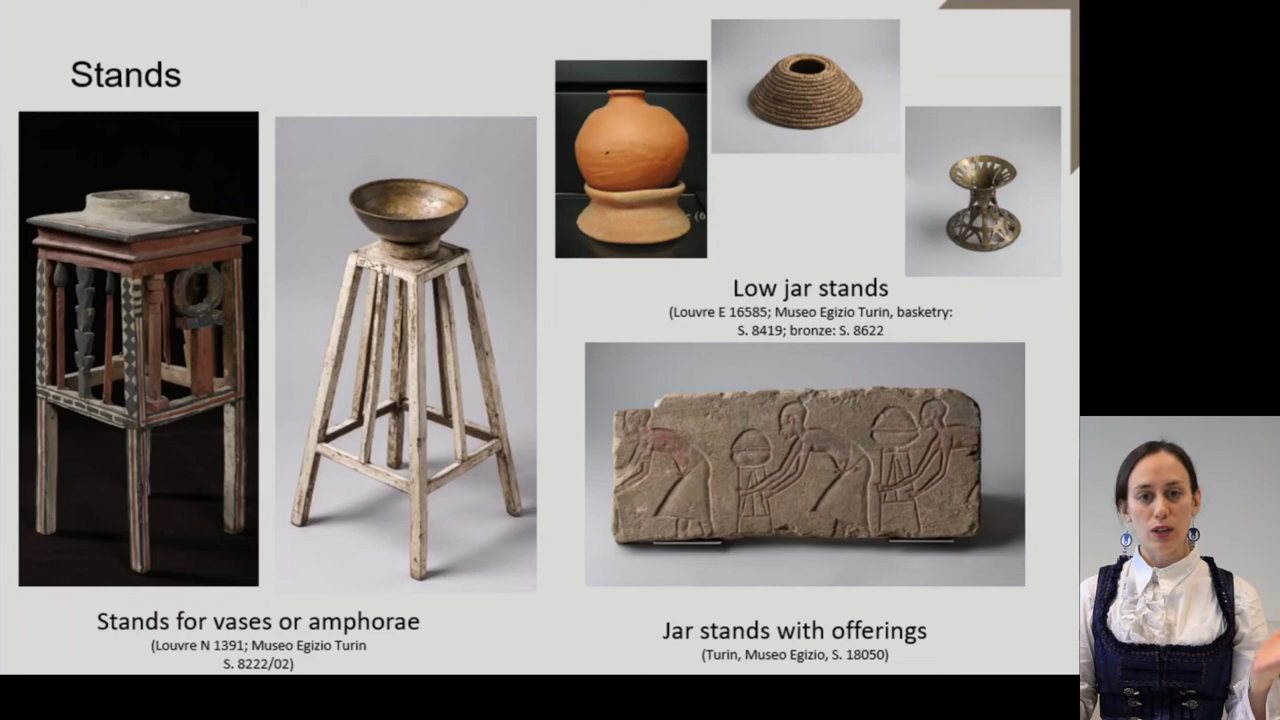 Stands
Low jar stands
(Louvre E 16585; Museo Egizio Turin, basketry:
S. 8419; bronze: S. 8622
Stands for vases or amphorae
(Louvre N 1391; Museo Egizio Turin
S. 8222/02)
Jar stands with offerings
(Turin, Museo Egizio, S. 18050)